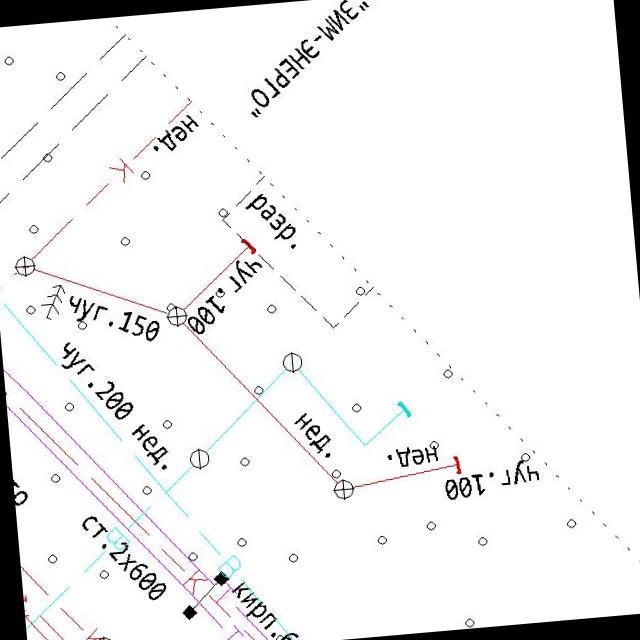 "ЗИМ-ЭНЕРГО"
нед.
К
разр.
чуг.100
чуг.150
чуг.200 нед.
нед.
нед.
чуг.100
ст.2х600
В
В
К
кирп.